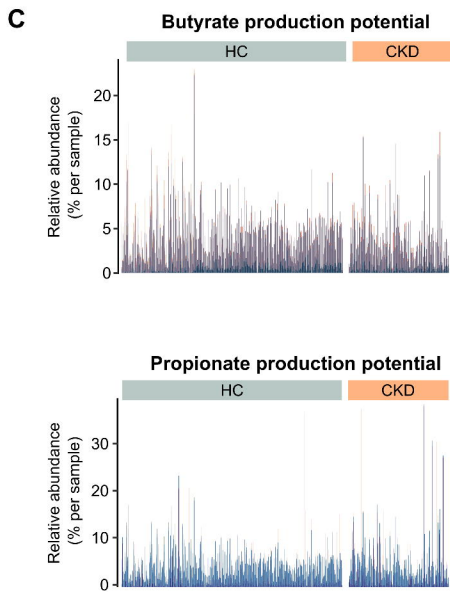 C
Butyrate production potential
HC CKD
Relative abundance
(% per sample)
20
15
10
5
0
Propionate production potential
HC CKD
Relative abundance
(% per sample)
30
20
10
0